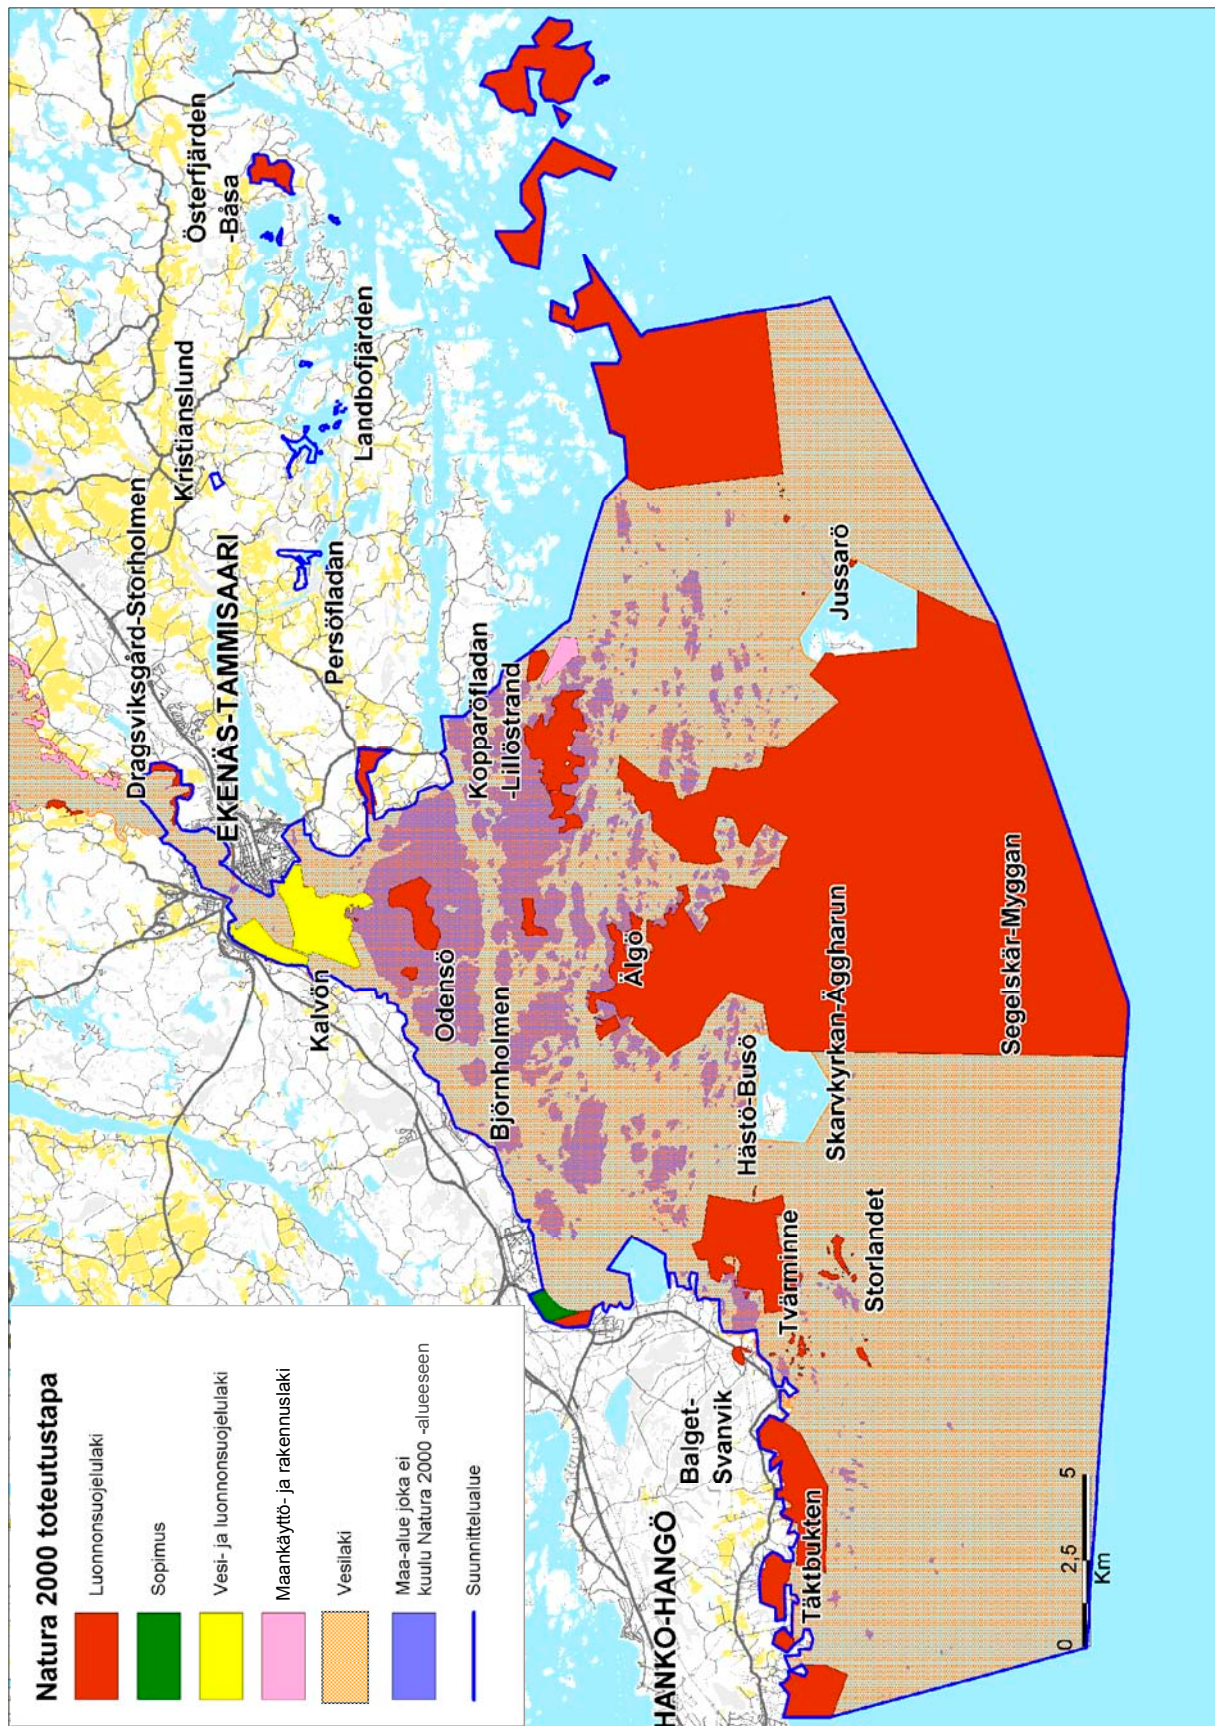 Natura 2000 toteutustapa
Luonnonsuojelulaki
Sopimus
Vesi- ja luonnonsuojelulaki
Maankäyttö- ja rakennuslaki
Vesilaki
Maa-alue joka ei
kuulu Natura 2000 -alueeseen
Suunnittelualue
Dragsviksgård-Storholmen
Kristianslund
Österfjärden
-Båsa
EKENÄS-TAMMISAARI
Persöfladan
Landbofjärden
Kalvön
Odensö
Kopparöfladan
-Lillöstrand
Björnholmen
Älgö
Hästö-Busö
Jussarö
Skarvkyrkan-Äggharun
Segelskär-Myggan
Tvärminne
Storlandet
Balget-
Svanvik
Täktbukten
HANKO-HANGÖ
0
2,5
5
Km